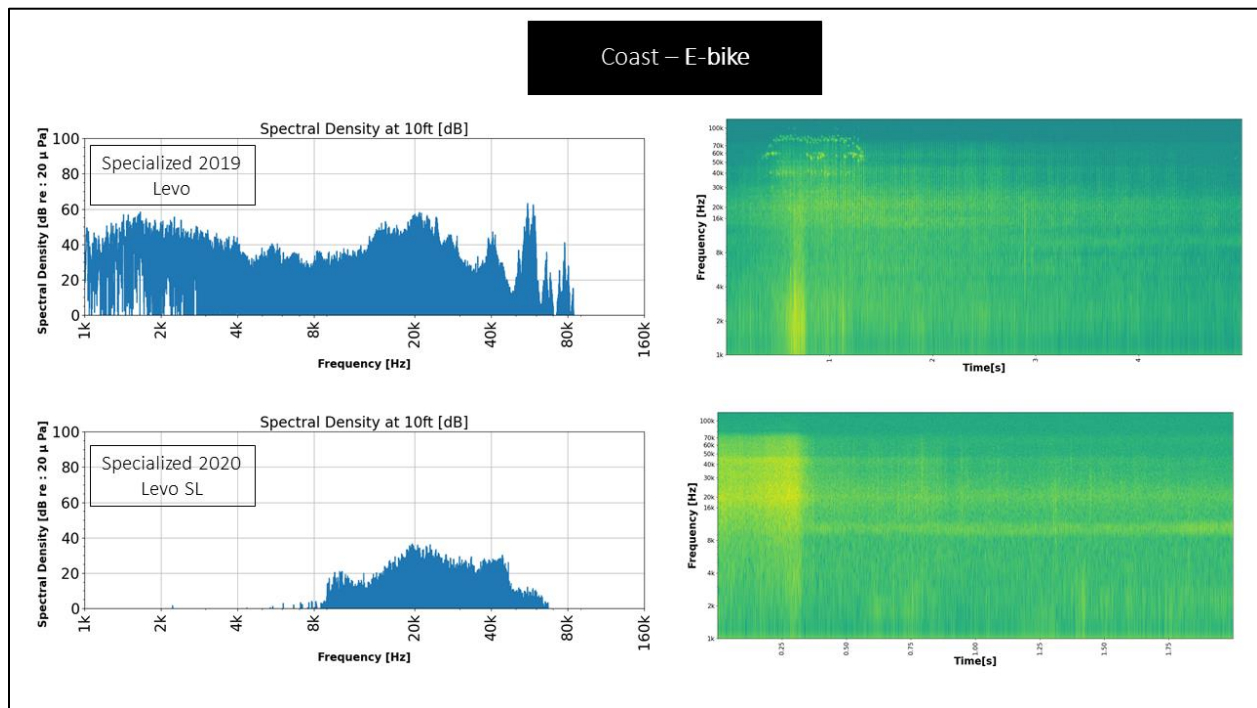 Coast – E-bike
Spectral Density at 10ft [dB]
Spectral Density [dB re : 20 μ Pa]
100
80
60
40
20
0
Specialized 2019
Levo
1k
2k
4k
8k
20k
40k
80k
160k
Frequency [Hz]
Frequency [Hz]
100k
70k
60k
50k
40k
30k
20k
16k
8k
4k
2k
1k
1
2
3
4
Time[s]
Spectral Density at 10ft [dB]
Spectral Density [dB re : 20 μ Pa]
100
80
60
40
20
0
Specialized 2020
Levo SL
1k
2k
4k
8k
20k
40k
80k
160k
Frequency [Hz]
Frequency [Hz]
100k
70k
60k
50k
40k
30k
20k
16k
8k
4k
2k
1k
0.25
0.50
0.75
1.00
1.25
1.50
1.75
Time[s]